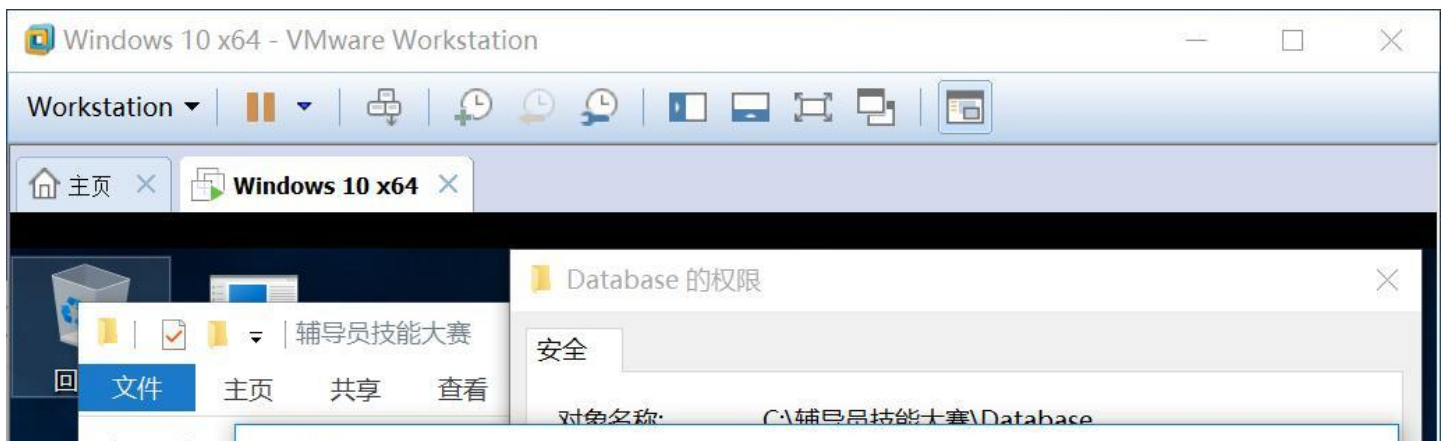 Windows 10 x64 - VMware Workstation
Workstation
主页
Windows 10 x64
Database 的权限
辅导员技能大赛
安全
回
文件 主页 共享 查看
对象名称: C:\辅导员技能大赛\Database